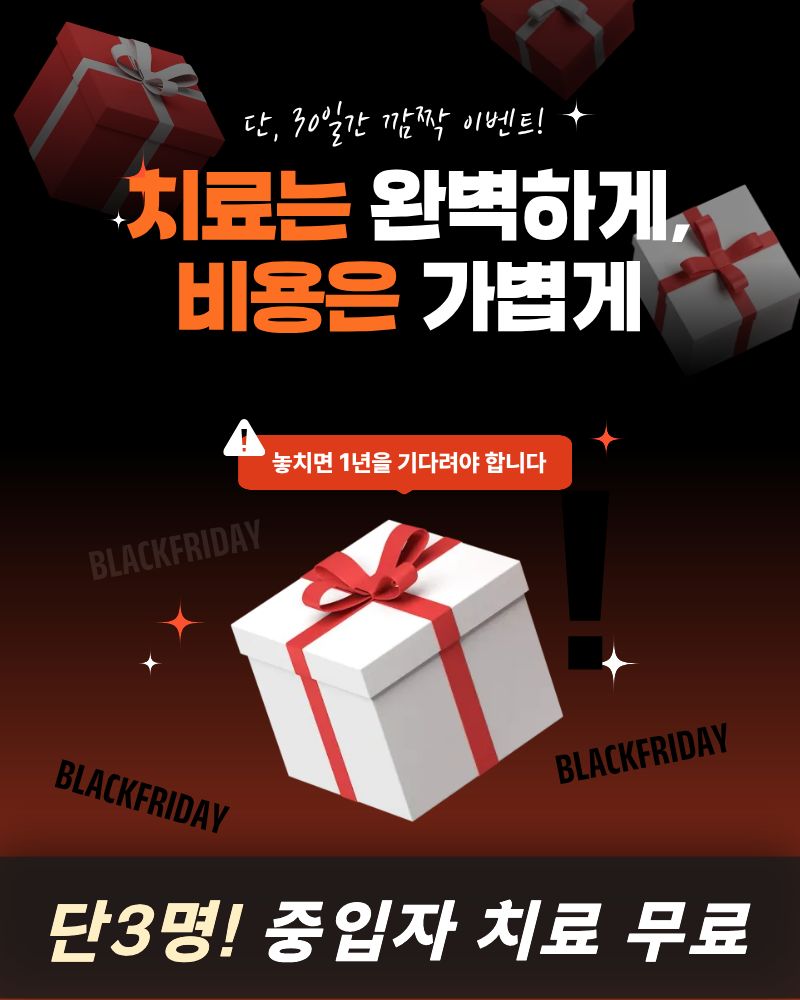 단, 30일간 깜짝 이벤트!
치료는 완벽하게,
비용은 가볍게
놓치면 1년을 기다려야 합니다
!
BLACKFRIDAY
BLACKFRIDAY
BLACKFRIDAY
단3명! 중입자 치료 무료